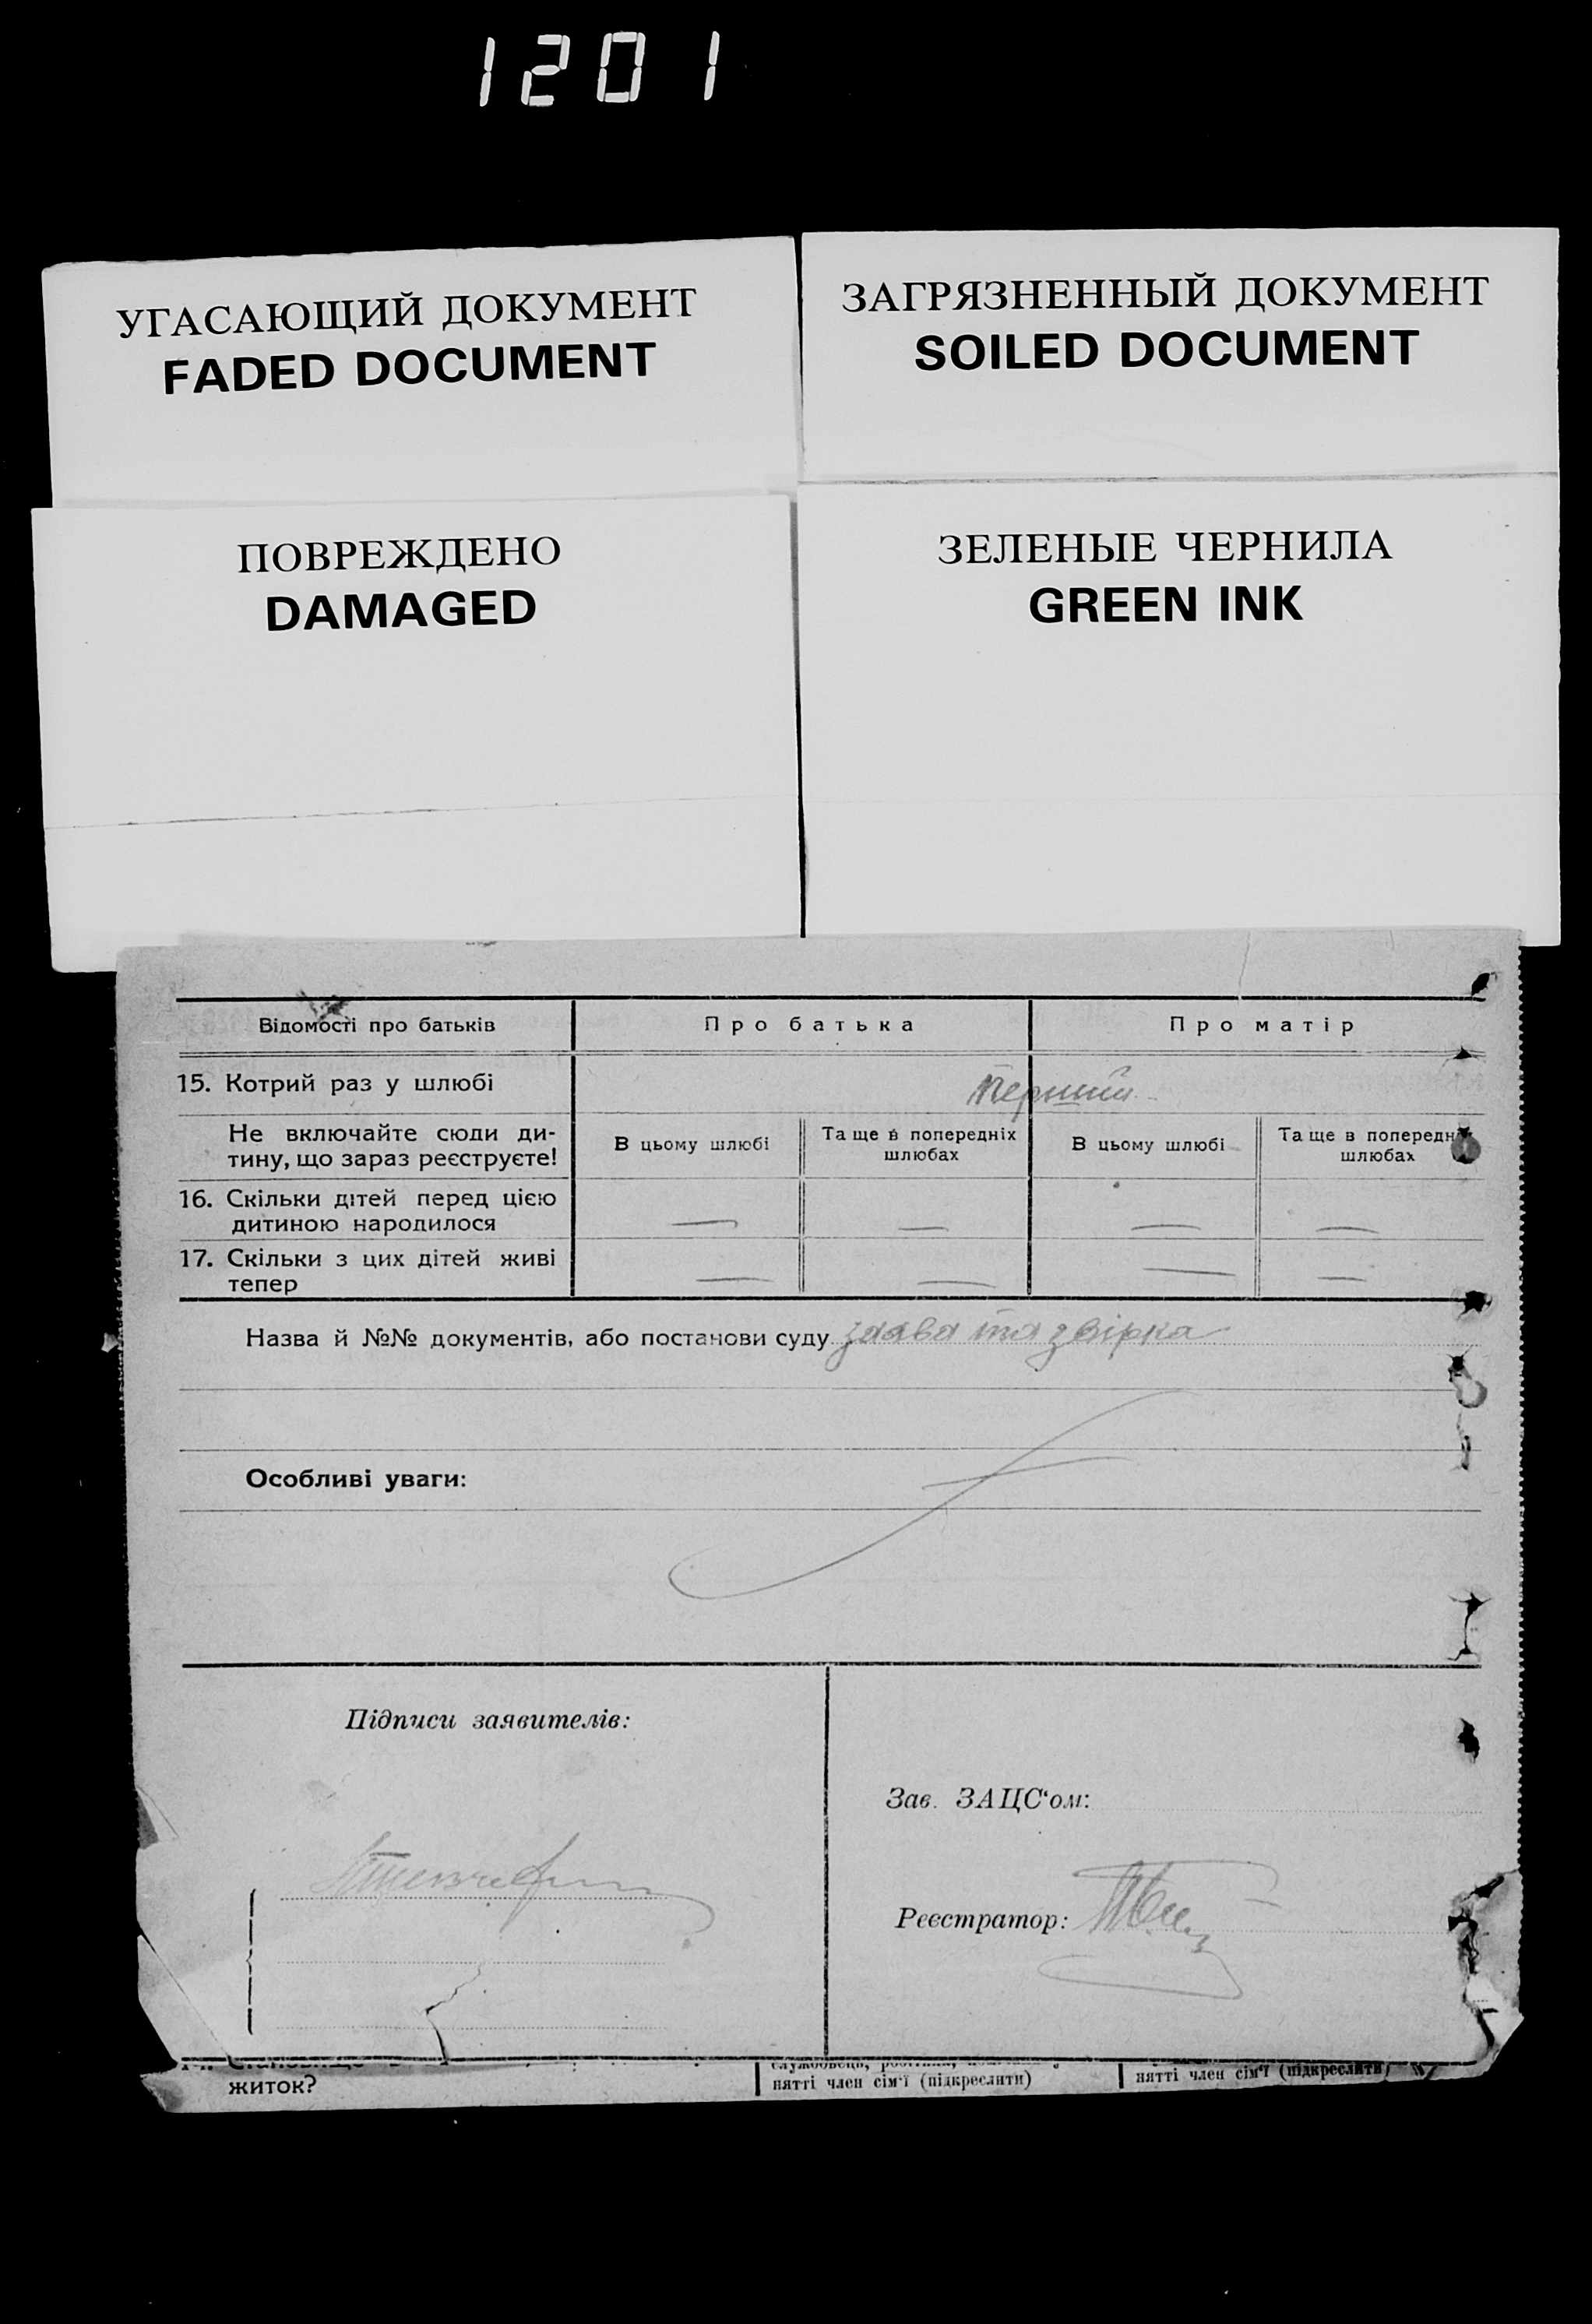 1201
УГАСАЮЩИЙ ДОКУМЕНТ
FADED DOCUMENT
ЗАГРЯЗНЕННЫЙ ДОКУМЕНТ
SOILED DOCUMENT
ПОВРЕЖДЕНО
DAMAGED
ЗЕЛЕНЫЕ ЧЕРНИЛА
GREEN INK
Відомості про батьків
Про батька
Про матір
15. Котрий раз у шлюбі
Перший
Не включайте сюди ди-
тину, що зараз реєструєте!
В цьому шлюбі
Та ще в попередніх
шлюбах
В цьому шлюбі
Та ще в попередніх
шлюбах
16. Скільки дітей перед цією
дитиною народилося
— — — —
17. Скільки з цих дітей живі
тепер
— — — —
Назва й №№ документів, або постанови суду заява та звірка
Особливі уваги:
Підписи заявителів:
Зав. ЗАЦС'ом:
Реєстратор:
житок?
нятті член сім'ї (підкреслити)
нятті член сім'ї (підкреслити)